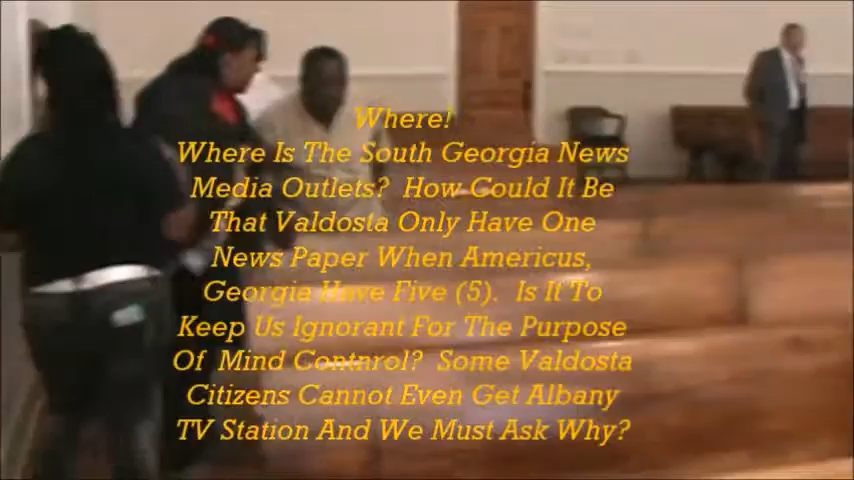 Where!
Where Is The South Georgia News
Media Outlets? How Could It Be
That Valdosta Only Have One
News Paper When Americus,
Georgia Have Five (5). Is It To
Keep Us Ignorant For The Purpose
Of Mind Contnrol? Some Valdosta
Citizens Cannot Even Get Albany
TV Station And We Must Ask Why?